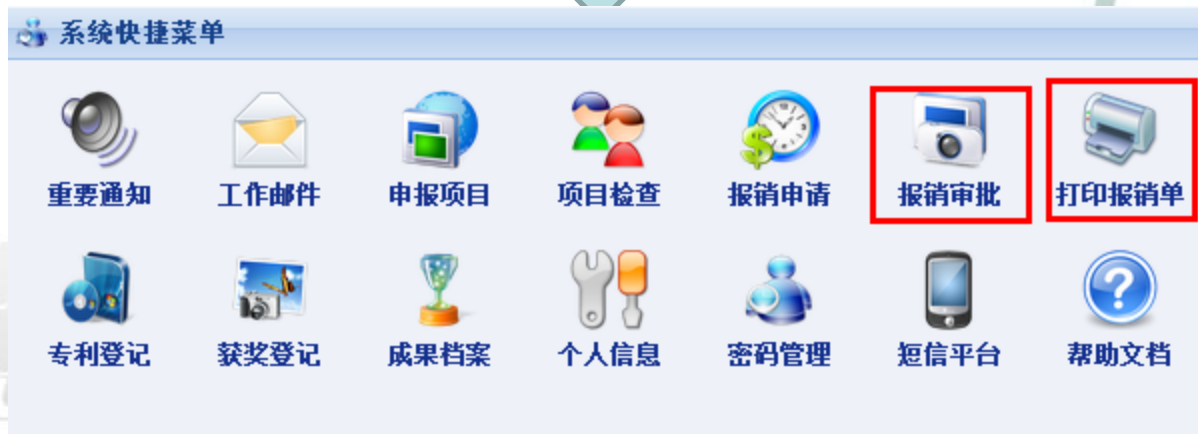 系统快捷菜单
重要通知 工作邮件 申报项目 项目检查 报销申请 报销审批 打印报销单
专利登记 获奖登记 成果档案 个人信息 密码管理 短信平台 帮助文档